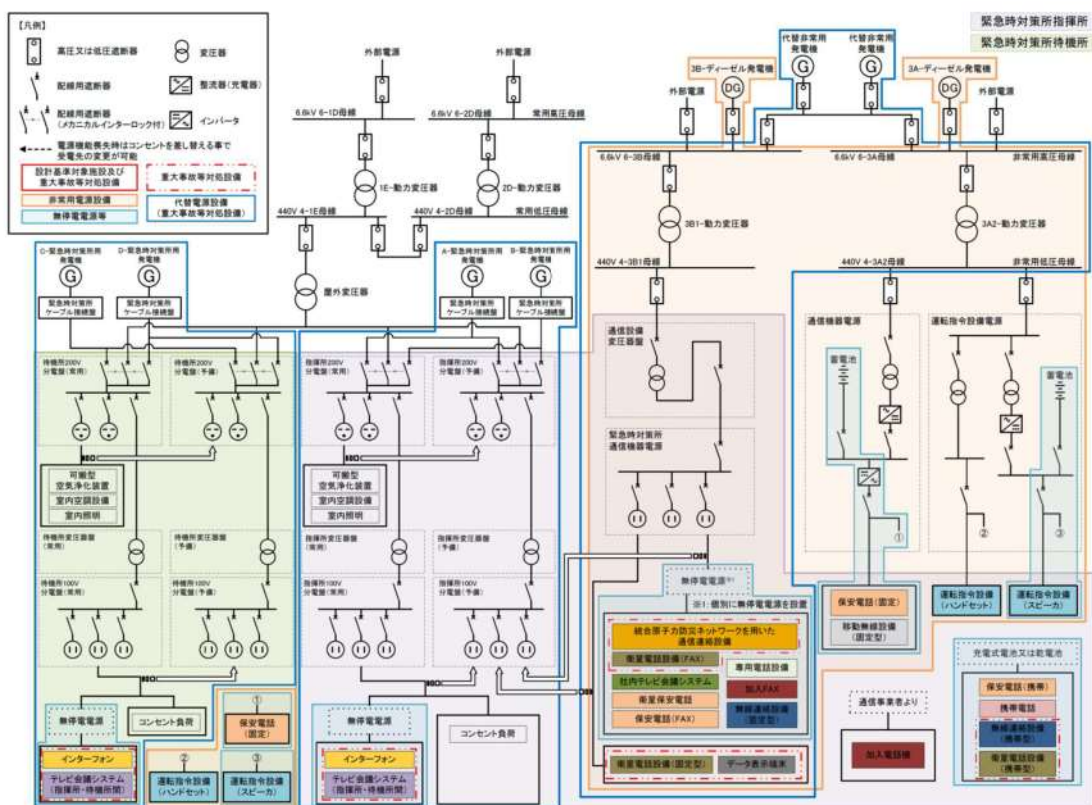 【凡例】
高圧又は低圧遮断器
変圧器
配線用遮断器
整流器(充電器)
配線用遮断器
(メカニカルインターロック付)
インバータ
電源機能喪失時はコンセントを差し替える事で
受電先の変更が可能
設計基準対象施設及び
重大事故等対処設備
重大事故等対処設備
非常用電源設備
無停電電源等
代替電源設備
(重大事故等対処設備)
緊急時対策所指揮所
緊急時対策所待機所
外部電源
外部電源
代替非常用
発電機
G
代替非常用
発電機
G
3B-ディーゼル発電機
DG
3A-ディーゼル発電機
DG
外部電源
外部電源
6.6kV 6-1D母線
6.6kV 6-2D母線
常用高圧母線
6.6kV 6-3B母線
6.6kV 6-3A母線
非常用高圧母線
1E-動力変圧器
2D-動力変圧器
3B1-動力変圧器
3A2-動力変圧器
440V 4-1E母線
440V 4-2D母線
常用低圧母線
440V 4-3B1母線
440V 4-3A2母線
非常用低圧母線
C-緊急時対策所用
発電機
G
D-緊急時対策所用
発電機
G
A-緊急時対策所用
発電機
G
B-緊急時対策所用
発電機
G
屋外変圧器
緊急時対策所
ケーブル接続盤
緊急時対策所
ケーブル接続盤
緊急時対策所
ケーブル接続盤
緊急時対策所
ケーブル接続盤
通信設備
変圧器盤
通信機器電源
運転指令設備電源
蓄電池
蓄電池
待機所200V
分電盤(常用)
待機所200V
分電盤(予備)
指揮所200V
分電盤(常用)
指揮所200V
分電盤(予備)
緊急時対策所
通信機器電源
可搬型
空気浄化装置
室内空調設備
室内照明
可搬型
空気浄化装置
室内空調設備
室内照明
①
②
③
待機所変圧器盤
(常用)
待機所変圧器盤
(予備)
指揮所変圧器盤
(常用)
指揮所変圧器盤
(予備)
待機所100V
分電盤(常用)
待機所100V
分電盤(予備)
指揮所100V
分電盤(常用)
指揮所100V
分電盤(予備)
無停電電源※1
※1:個別に無停電電源を設置
統合原子力防災ネットワークを用いた
通信連絡設備
衛星電話設備(FAX)
専用電話設備
社内テレビ会議システム
加入FAX
衛星保安電話
無線連絡設備
(固定型)
保安電話(FAX)
衛星電話設備(固定型)
データ表示端末
保安電話(固定)
移動無線設備
(固定型)
運転指令設備
(ハンドセット)
運転指令設備
(スピーカ)
通信事業者より
加入電話機
充電式電池又は乾電池
保安電話(携帯)
携帯電話
無線連絡設備
(携帯型)
衛星電話設備
(携帯型)
無停電電源
コンセント負荷
インターフォン
テレビ会議システム
(指揮所・待機所間)
①
保安電話
(固定)
②
運転指令設備
(ハンドセット)
③
運転指令設備
(スピーカ)
無停電電源
コンセント負荷
インターフォン
テレビ会議システム
(指揮所・待機所間)